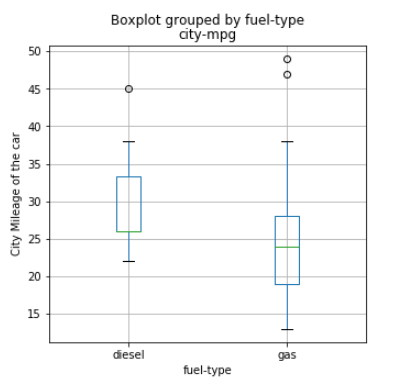 Boxplot grouped by fuel-type
city-mpg
50
45
40
35
30
25
20
15
City Mileage of the car
diesel
gas
fuel-type